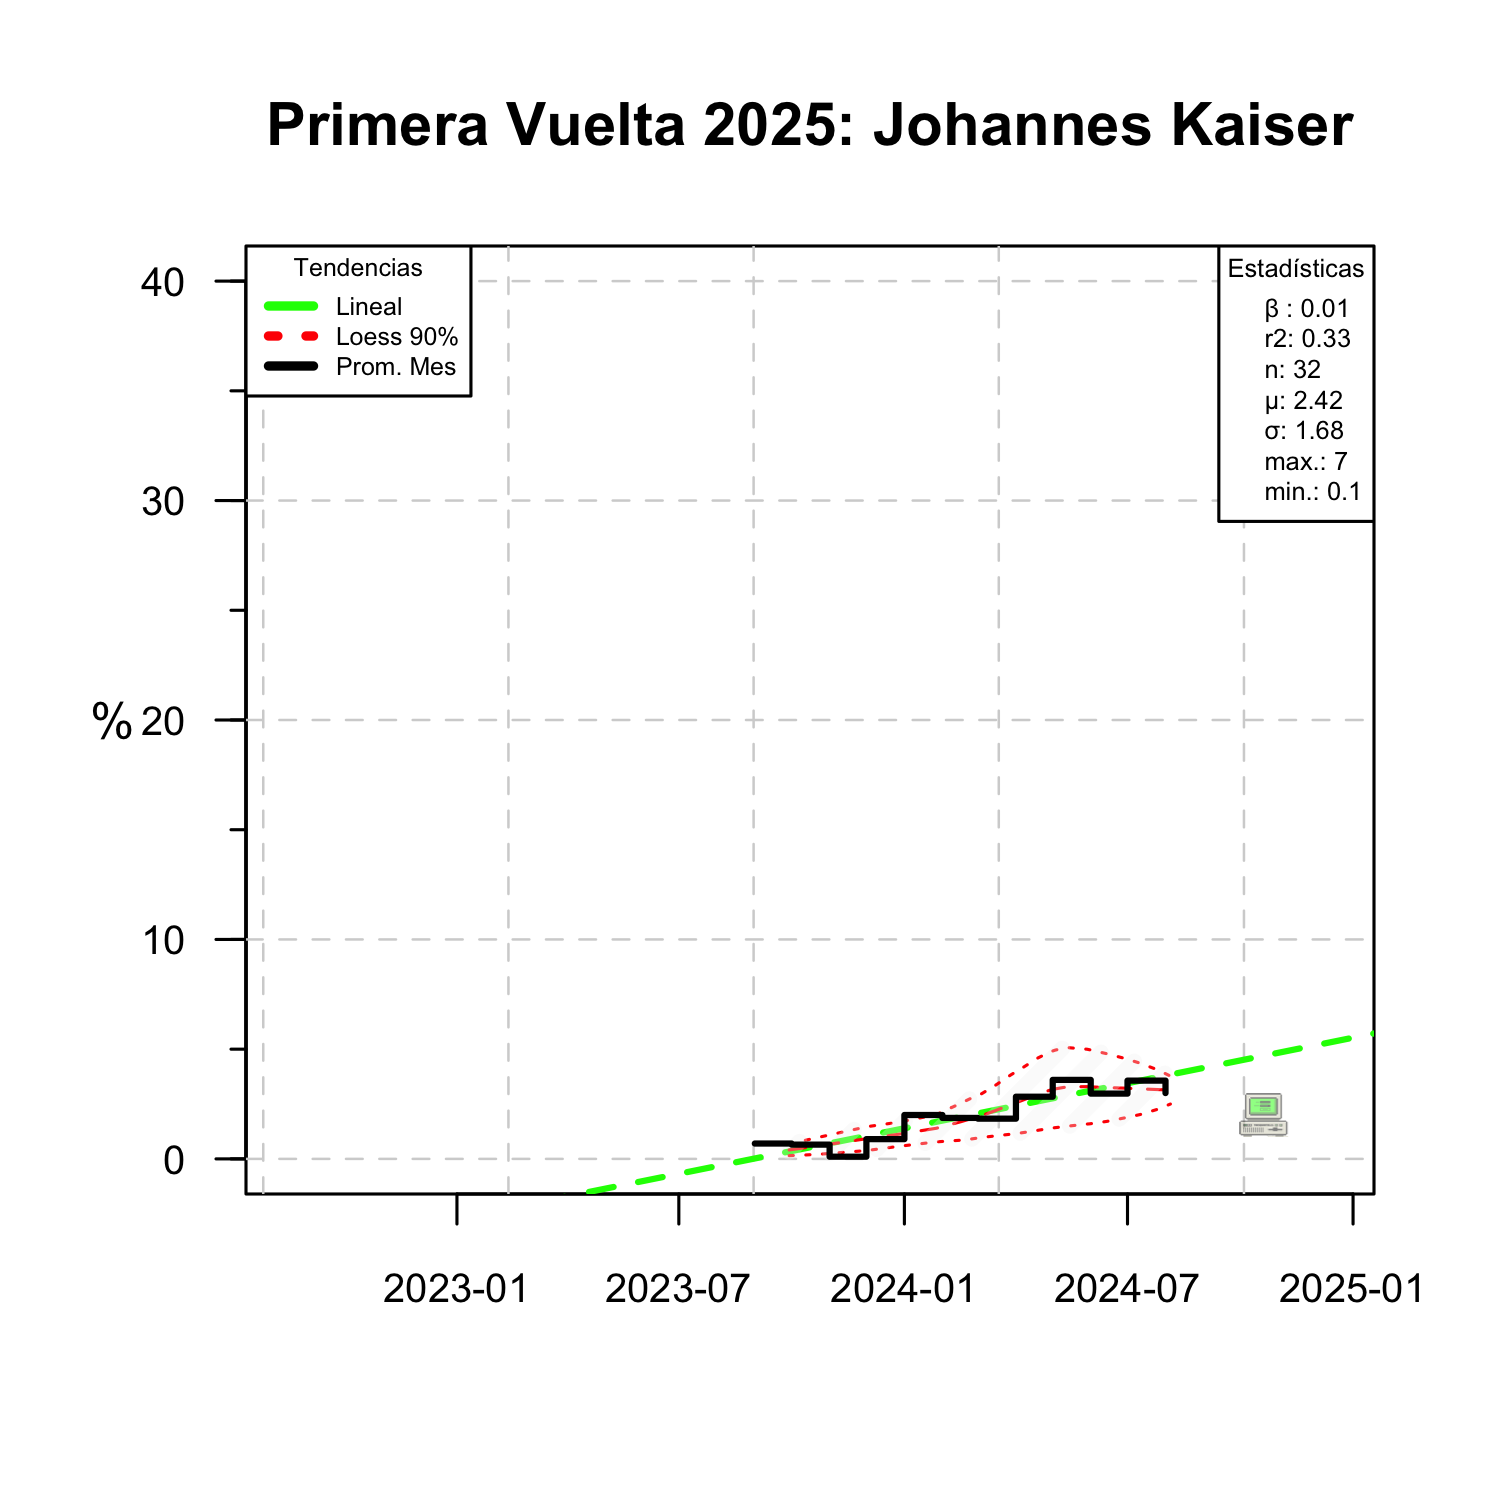 Primera Vuelta 2025: Johannes Kaiser
Tendencias
Lineal
Loess 90%
Prom. Mes
Estadísticas
β : 0.01
r2: 0.33
n: 32
μ: 2.42
σ: 1.68
max.: 7
min.: 0.1
40
30
% 20
10
0
2023-01 2023-07 2024-01 2024-07 2025-01